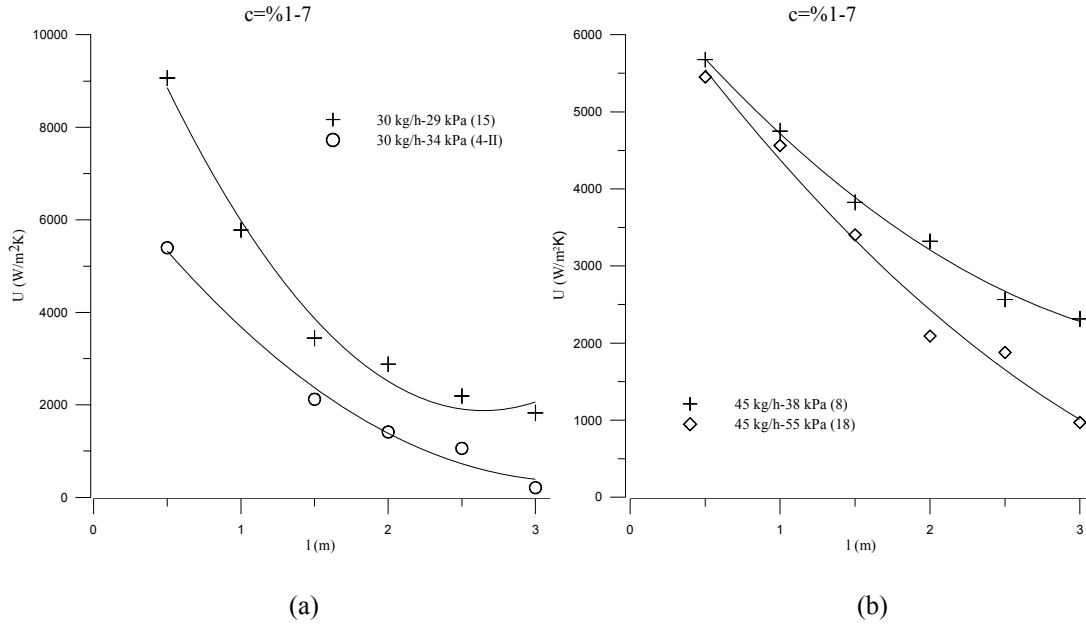 c=%1-7
10000
8000
6000
4000
2000
0
U (W/m²K)
0
1
2
3
l (m)
30 kg/h-29 kPa (15)
30 kg/h-34 kPa (4-II)
(a)
c=%1-7
6000
5000
4000
3000
2000
1000
0
U (W/m²K)
0
1
2
3
l (m)
45 kg/h-38 kPa (8)
45 kg/h-55 kPa (18)
(b)